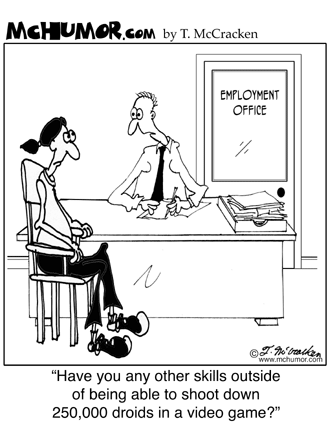 McHUMOR.com by T. McCracken
EMPLOYMENT
OFFICE
© T. McCracken
www.mchumor.com
“Have you any other skills outside
of being able to shoot down
250,000 droids in a video game?”